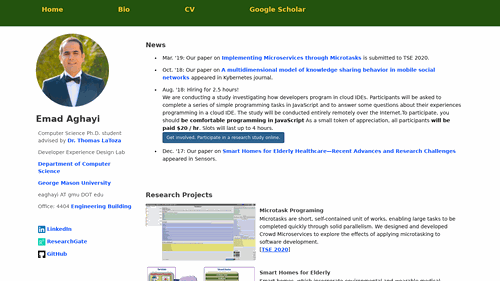 Home Bio CV Google Scholar
News
Mar. '19: Our paper on Implementing Microservices through Microtasks is submitted to TSE 2020.
Oct. '18: Our paper on A multidimensional model of knowledge sharing behavior in mobile social
networks appeared in Kybernetes journal.
Aug. '18: Hiring for 2.5 hours!
We are conducting a study investigating how developers program in cloud IDEs. Participants will be asked to
complete a series of simple programming tasks in JavaScript and to answer some questions about their experiences
programming in a cloud IDE. The study will be conducted entirely remotely over the Internet.To participate, you
should be comfortable programming in JavaScript As a small token of appreciation, all participants will be
paid $20 / hr. Slots will last up to 4 hours.
Get involved. Participate in a research study online.
Dec. '17: Our paper on Smart Homes for Elderly Healthcare—Recent Advances and Research Challenges
appeared in Sensors.
Emad Aghayi
Computer Science Ph.D. student
advised by Dr. Thomas LaToza
Developer Experience Design Lab
Department of Computer
Science
George Mason University
eaghayi AT gmu DOT edu
Office: 4404 Engineering Building
LinkedIn
ResearchGate
GitHub
Research Projects
Microtask Programing
Microtasks are short, self-contained unit of works, enabling large tasks to be
completed quickly through solid parallelism. We designed and developed
Crowd Microservices to explore the effects of applying microtasking to
software development.
[TSE 2020]
Smart Homes for Elderly